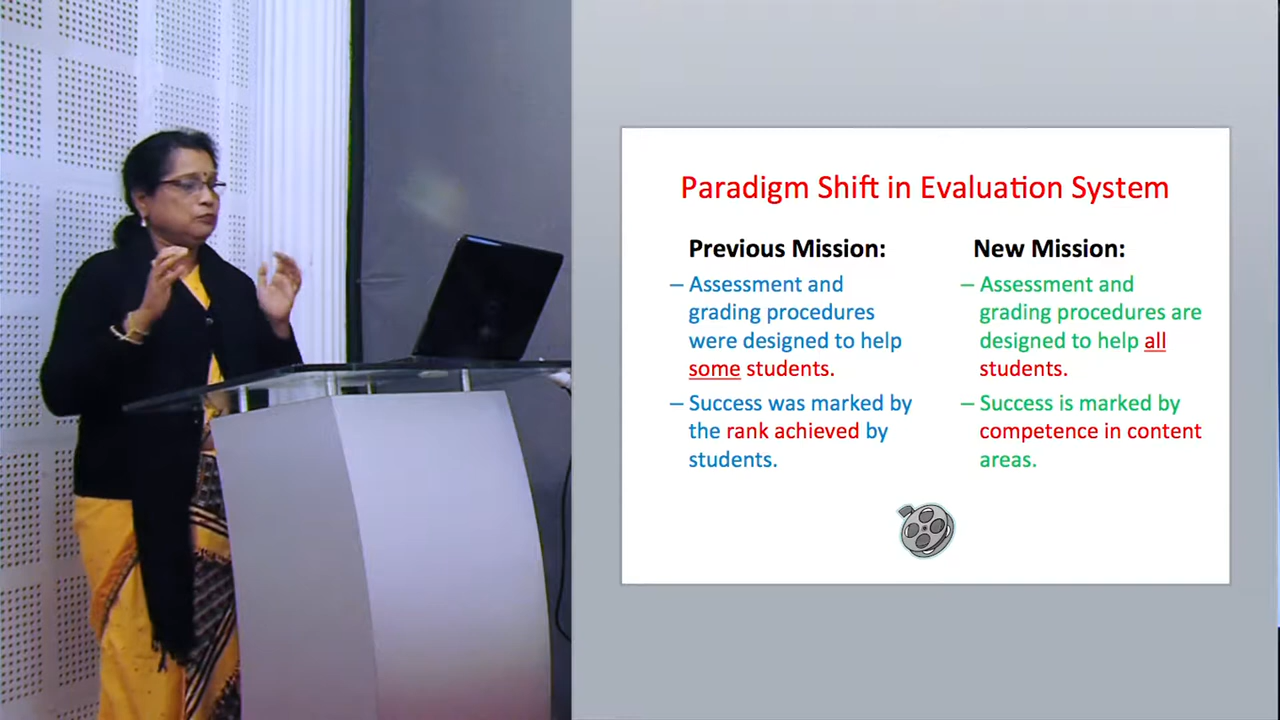 Paradigm Shift in Evaluation System
Previous Mission:
– Assessment and
grading procedures
were designed to help
some students.
– Success was marked by
the rank achieved by
students.
New Mission:
– Assessment and
grading procedures are
designed to help all
students.
– Success is marked by
competence in content
areas.